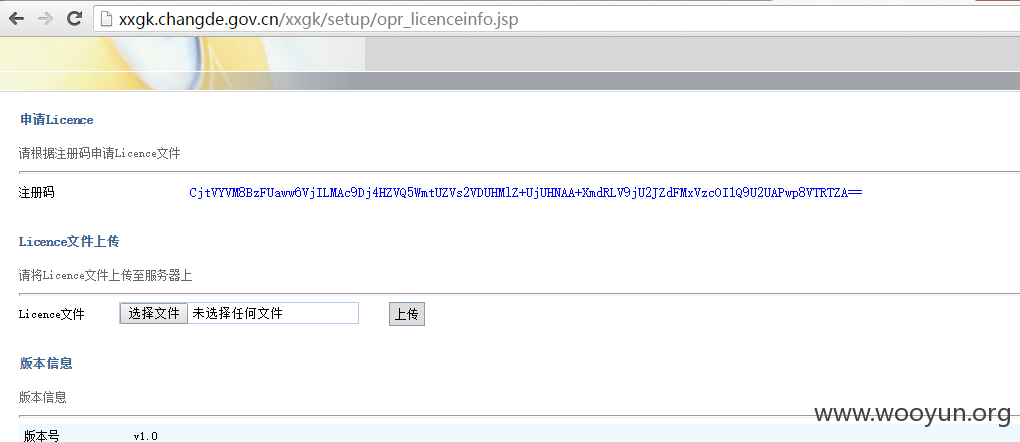 xxgk.changde.gov.cn/xxgk/setup/opr_licenceinfo.jsp
申请Licence
请根据注册码申请Licence文件
注册码 CjtVYVM8BzFUaww6VjILMAc9Dj4HZVQ5WmtUZVs2VDUHMlZ+UjUHNAA+XmdRLV9jU2JZdFMxVzcOIlQ9U2UAPwp8VTRTZA==
Licence文件上传
请将Licence文件上传至服务器上
Licence文件 选择文件 未选择任何文件 上传
版本信息
版本信息
版本号 v1.0
www.wooyun.org